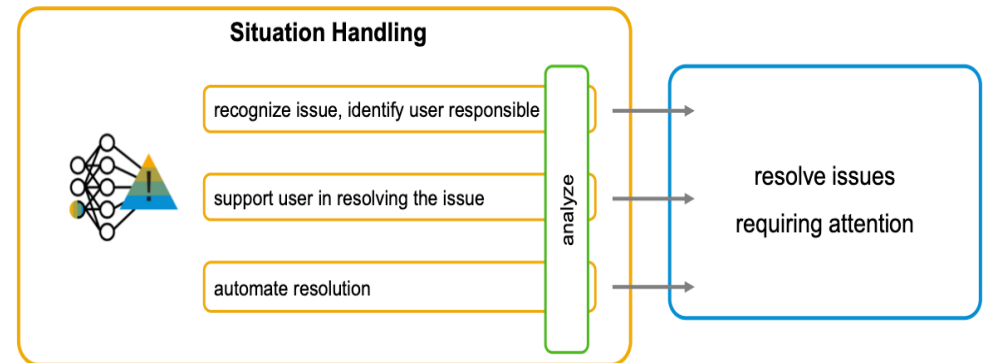 Situation Handling
recognize issue, identify user responsible
support user in resolving the issue
automate resolution
analyze
resolve issues
requiring attention
!